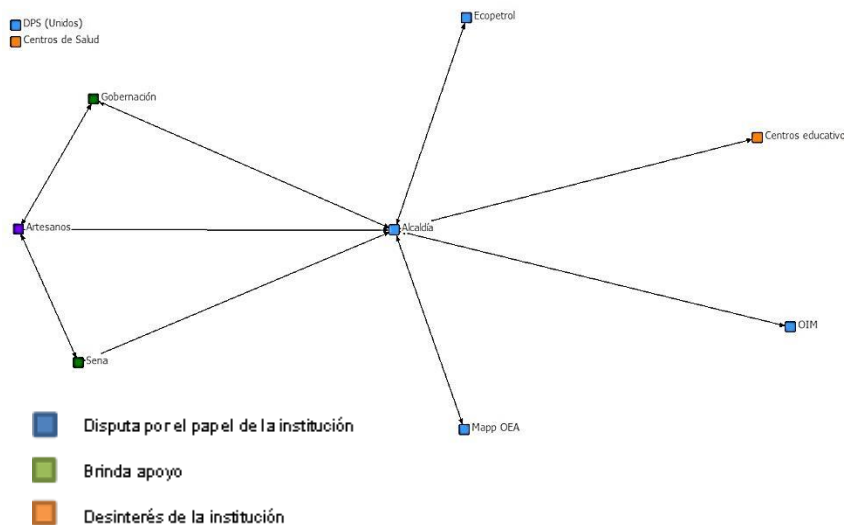 DPS (Unidos)
Centros de Salud
Ecopetrol
Gobernación
Centros educativo
Artesanos
Alcaldía
OIM
Sena
Mapp OEA
Disputa por el papel de la institución
Brinda apoyo
Desinterés de la institución